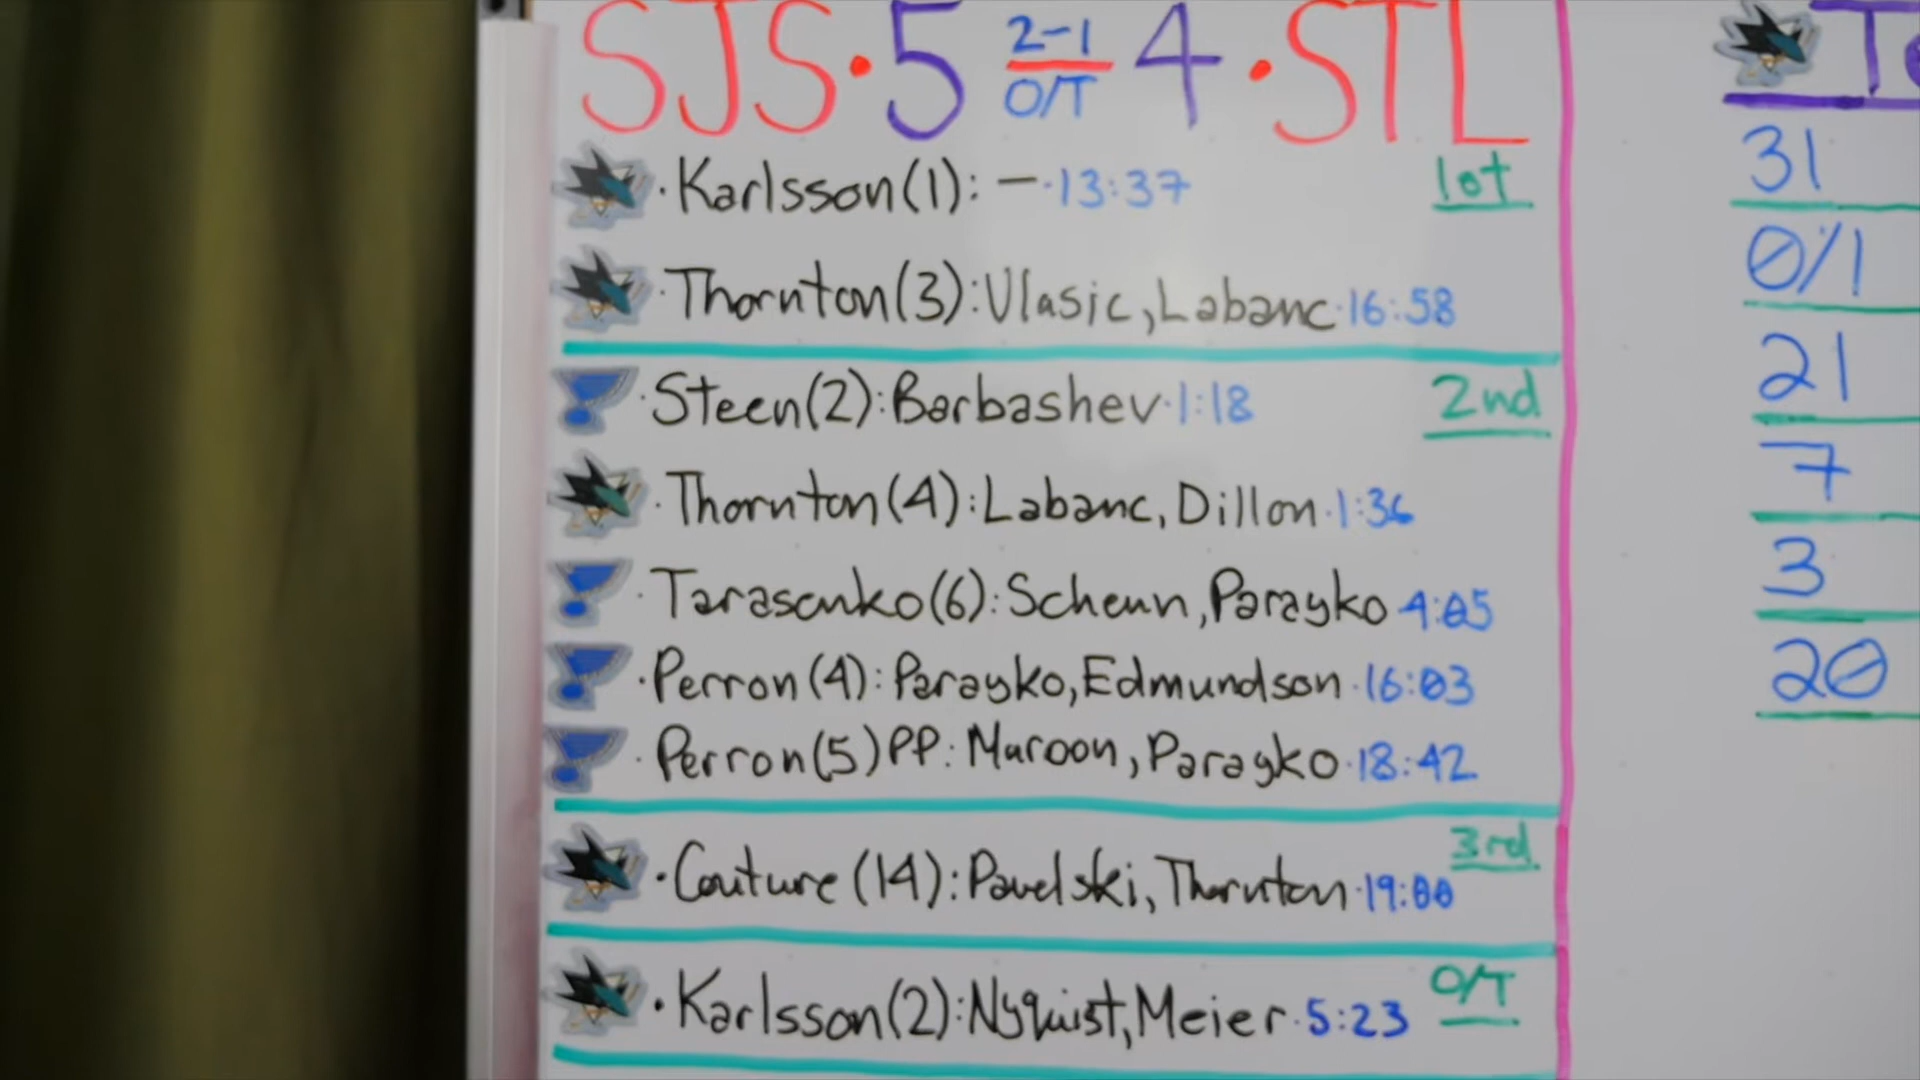 SJS · 5 2-1 O/T 4 · STL
· Karlsson (1): — · 13:37 1st
· Thornton (3): Vlasic, Labanc · 16:58
· Steen (2): Barbashev · 1:18 2nd
· Thornton (4): Labanc, Dillon · 1:36
· Tarasenko (6): Schenn, Parayko 4:05
· Perron (4): Parayko, Edmundson · 16:03
· Perron (5) PP: Maroon, Parayko · 18:42
· Couture (14): Pavelski, Thornton · 19:00 3rd
· Karlsson (2): Nyquist, Meier · 5:23 O/T
31
0/1
21
7
3
20